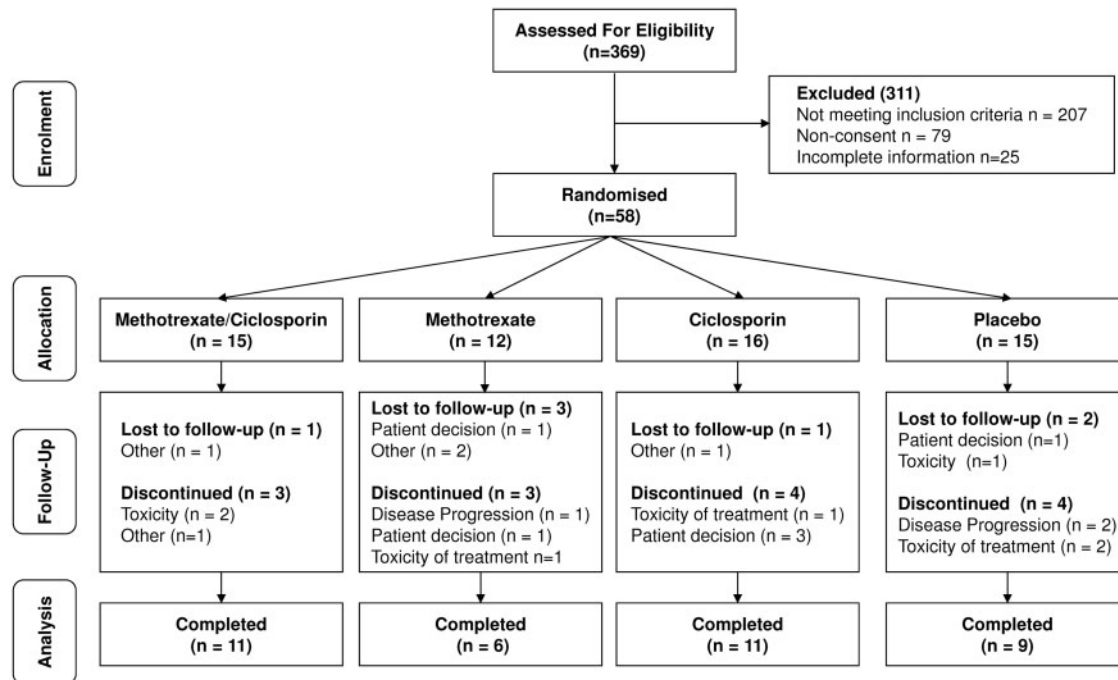 Assessed For Eligibility
(n=369)
Enrolment
Excluded (311)
Not meeting inclusion criteria n = 207
Non-consent n = 79
Incomplete information n=25
Randomised
(n=58)
Allocation
Methotrexate/Ciclosporin
(n = 15)
Methotrexate
(n = 12)
Ciclosporin
(n = 16)
Placebo
(n = 15)
Follow-Up
Lost to follow-up (n = 1)
Other (n = 1)
Discontinued (n = 3)
Toxicity (n = 2)
Other (n=1)
Lost to follow-up (n = 3)
Patient decision (n = 1)
Other (n = 2)
Discontinued (n = 3)
Disease Progression (n = 1)
Patient decision (n = 1)
Toxicity of treatment n=1
Lost to follow-up (n = 1)
Other (n = 1)
Discontinued (n = 4)
Toxicity of treatment (n = 1)
Patient decision (n = 3)
Lost to follow-up (n = 2)
Patient decision (n=1)
Toxicity (n=1)
Discontinued (n = 4)
Disease Progression (n = 2)
Toxicity of treatment (n = 2)
Analysis
Completed
(n = 11)
Completed
(n = 6)
Completed
(n = 11)
Completed
(n = 9)